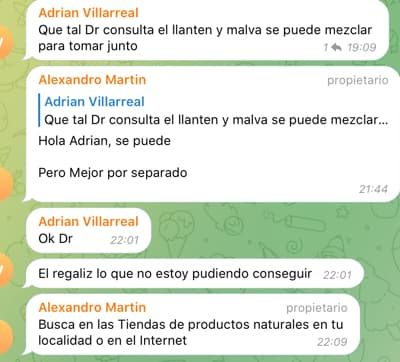 Adrian Villarreal
Que tal Dr consulta el llanten y malva se puede mezclar
para tomar junto
1 19:09
Alexandro Martin propietario
Adrian Villarreal
Que tal Dr consulta el llanten y malva se puede mezclar...
Hola Adrian, se puede
Pero Mejor por separado
21:44
Adrian Villarreal
Ok Dr 22:01
El regaliz lo que no estoy pudiendo conseguir 22:01
Alexandro Martin propietario
Busca en las Tiendas de productos naturales en tu
localidad o en el Internet 22:09